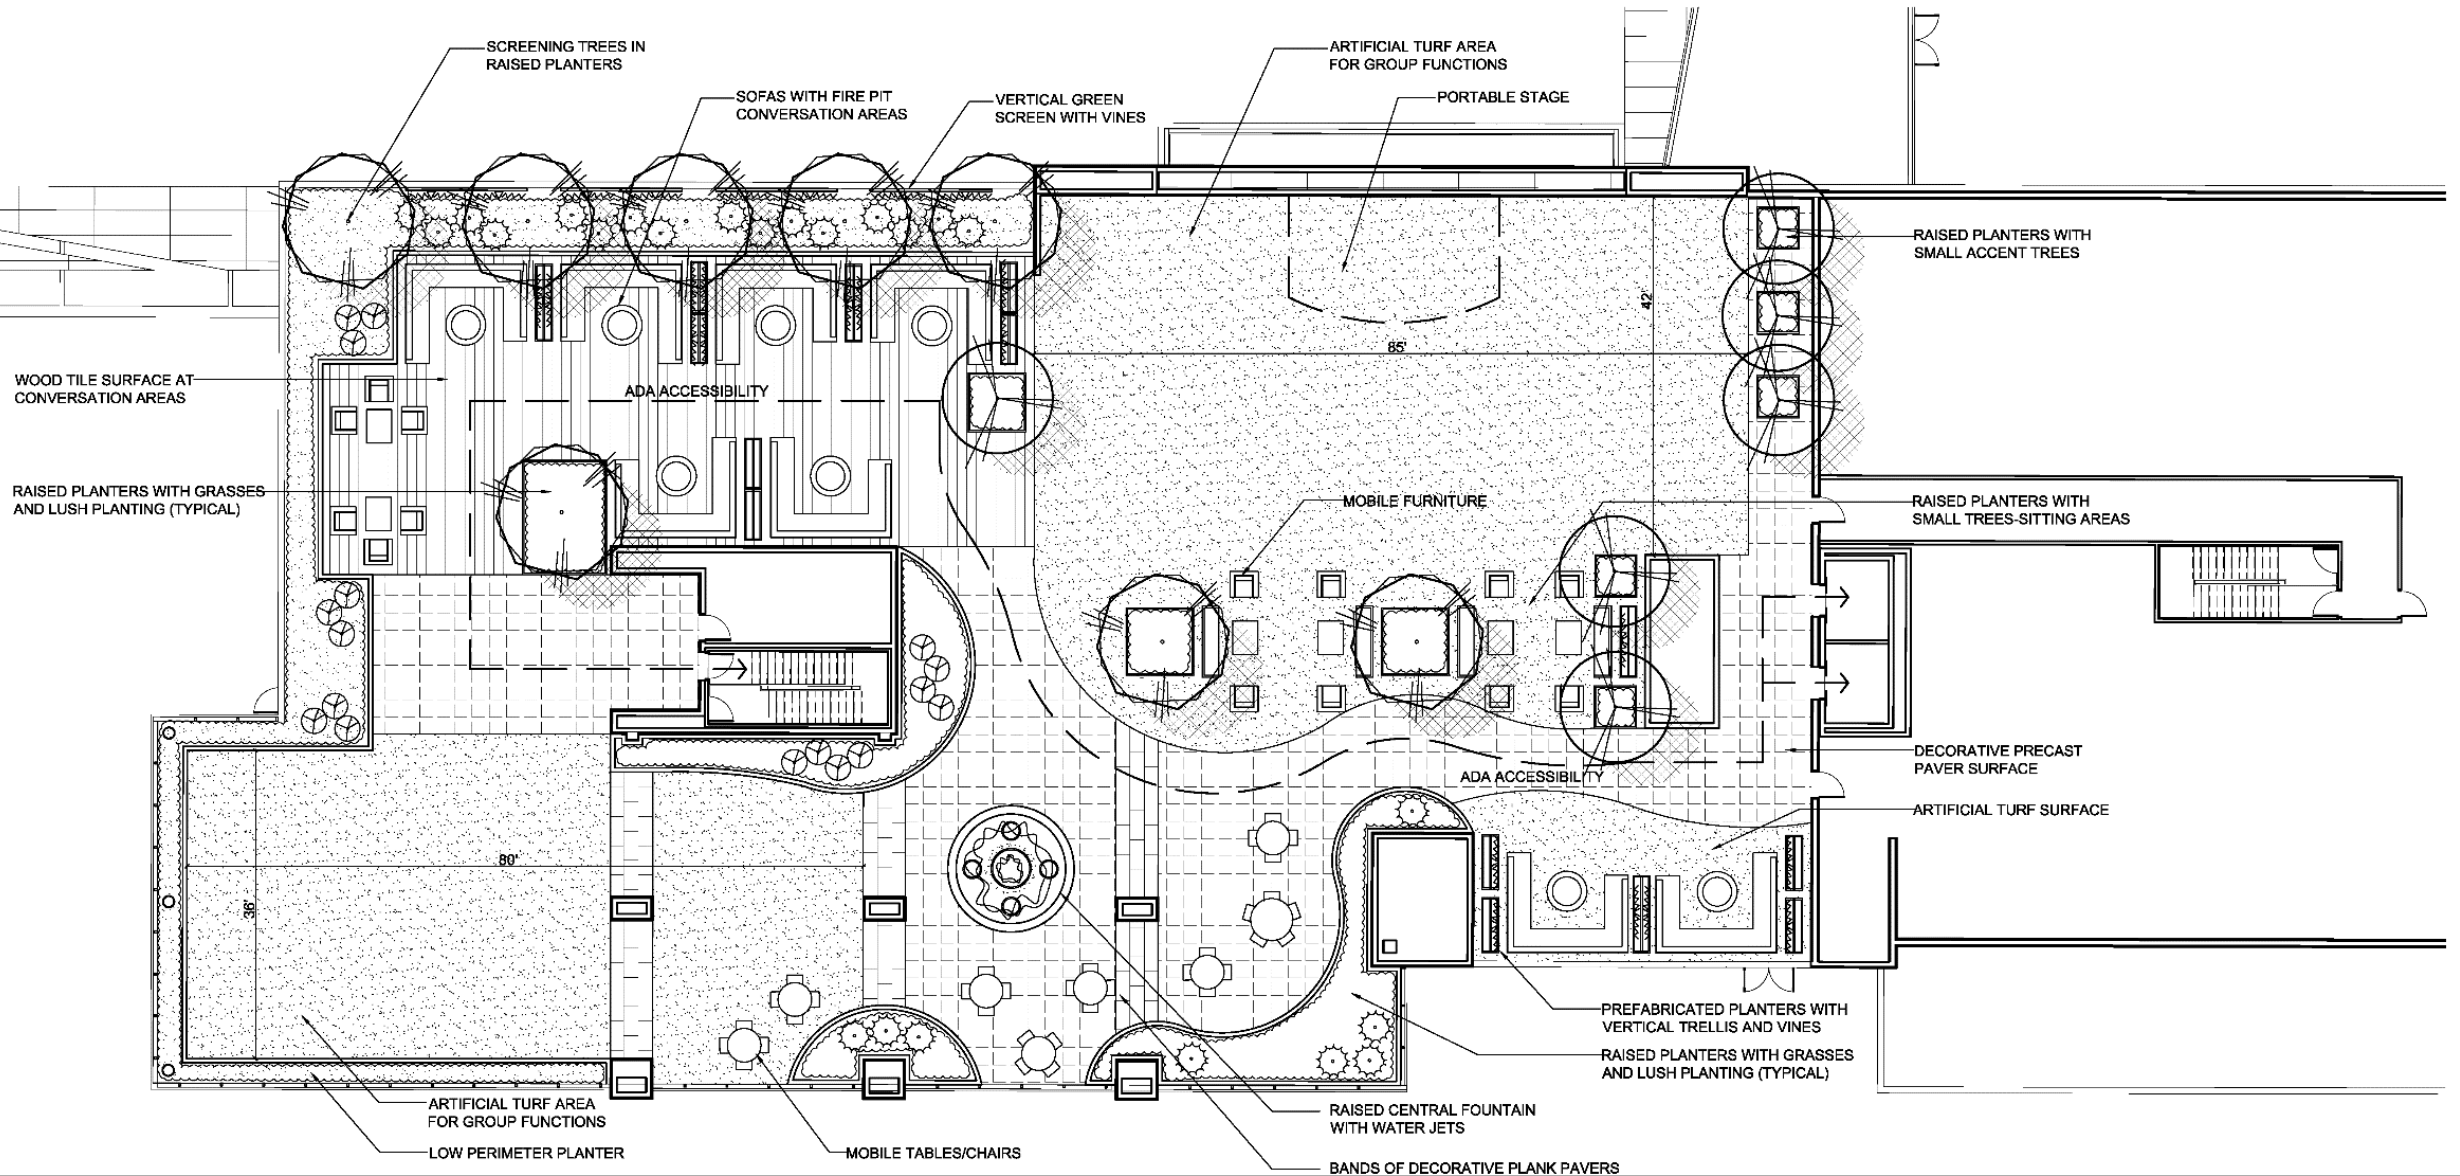 SCREENING TREES IN
RAISED PLANTERS
SOFAS WITH FIRE PIT
CONVERSATION AREAS
VERTICAL GREEN
SCREEN WITH VINES
ARTIFICIAL TURF AREA
FOR GROUP FUNCTIONS
PORTABLE STAGE
RAISED PLANTERS WITH
SMALL ACCENT TREES
42'
85'
WOOD TILE SURFACE AT
CONVERSATION AREAS
ADA ACCESSIBILITY
RAISED PLANTERS WITH GRASSES
AND LUSH PLANTING (TYPICAL)
MOBILE FURNITURE
RAISED PLANTERS WITH
SMALL TREES-SITTING AREAS
DECORATIVE PRECAST
PAVER SURFACE
ADA ACCESSIBILITY
ARTIFICIAL TURF SURFACE
80'
36'
PREFABRICATED PLANTERS WITH
VERTICAL TRELLIS AND VINES
RAISED PLANTERS WITH GRASSES
AND LUSH PLANTING (TYPICAL)
ARTIFICIAL TURF AREA
FOR GROUP FUNCTIONS
LOW PERIMETER PLANTER
MOBILE TABLES/CHAIRS
RAISED CENTRAL FOUNTAIN
WITH WATER JETS
BANDS OF DECORATIVE PLANK PAVERS